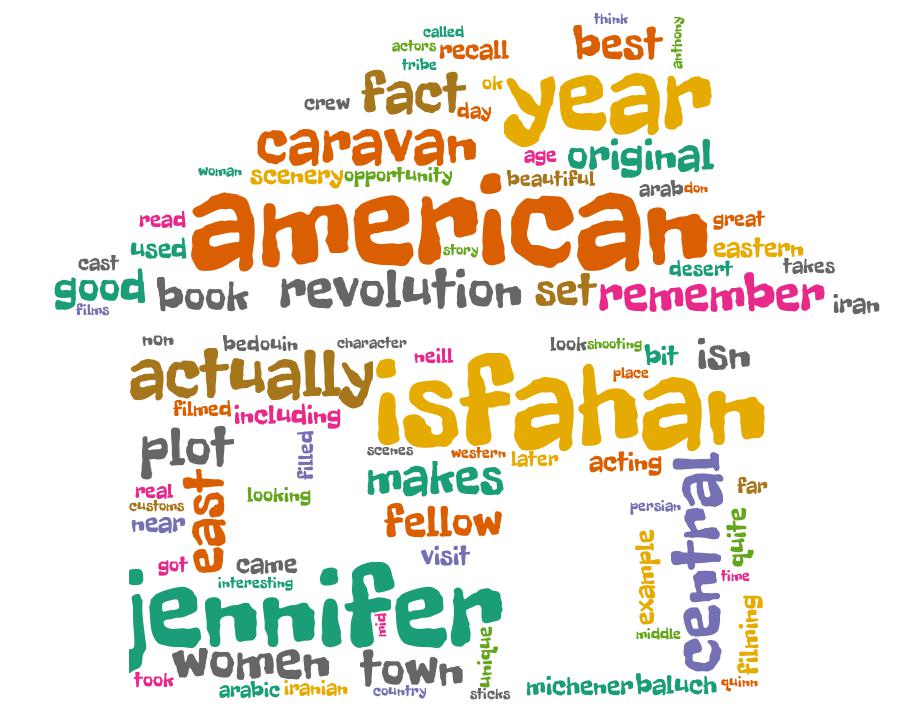 think
called
best
anthony
actors recall
tribe
fact ok year
crew day
caravan
age original
woman scenery opportunity beautiful
arab don
read american great
used story eastern
cast desert takes
good book revolution set remember iran
films
non bedouin character look shooting bit isn
actually neill
isfahan place
filmed including
plot filled
scenes western later acting
real east looking makes central far
customs persian
near fellow quite
visit example
got came time
interesting
jennifer mid middle filming
women town unique
took arabic iranian country sticks michener baluch quinn